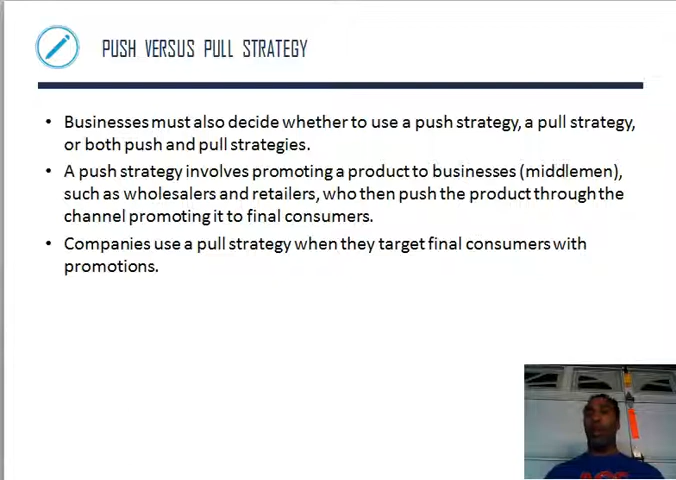 PUSH VERSUS PULL STRATEGY
• Businesses must also decide whether to use a push strategy, a pull strategy,
or both push and pull strategies.
• A push strategy involves promoting a product to businesses (middlemen),
such as wholesalers and retailers, who then push the product through the
channel promoting it to final consumers.
• Companies use a pull strategy when they target final consumers with
promotions.